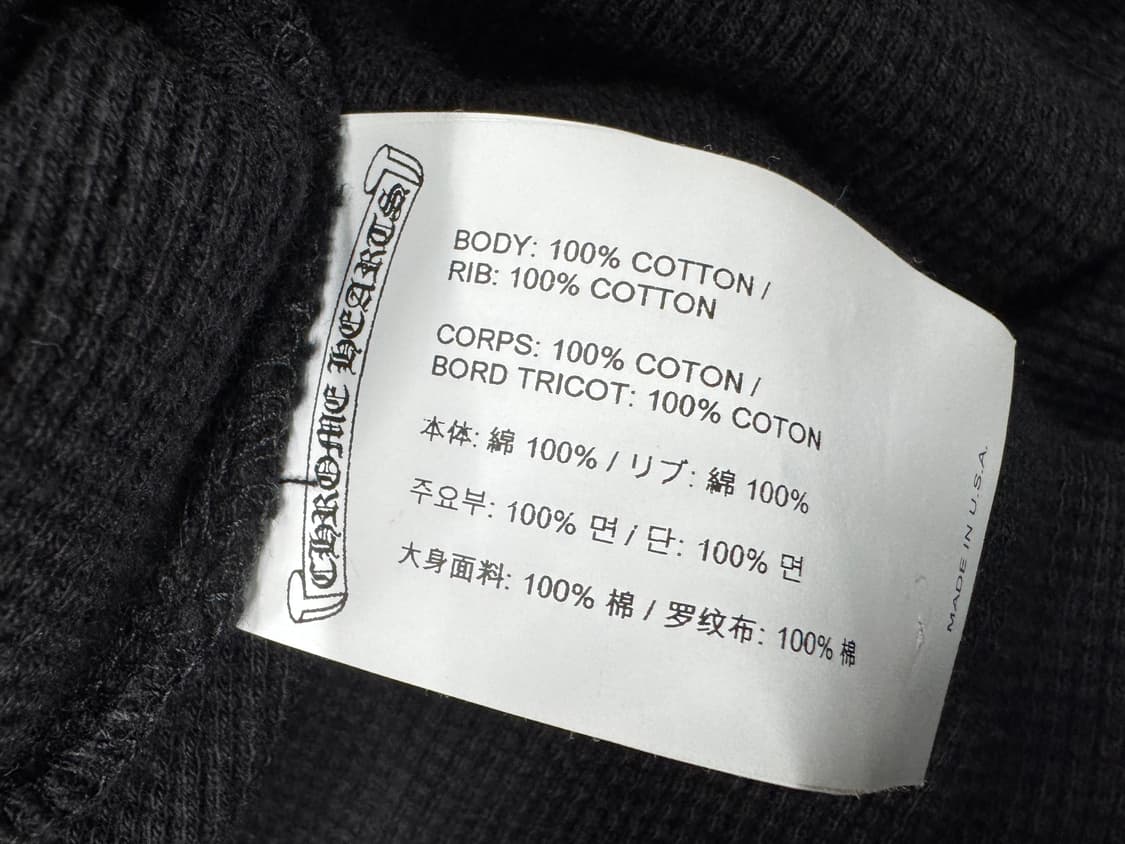 CHROME HEARTS
BODY: 100% COTTON /
RIB: 100% COTTON
CORPS: 100% COTON /
BORD TRICOT: 100% COTON
本体: 綿 100% / リブ: 綿 100%
주요부: 100% 면 / 단: 100% 면
大身面料: 100% 棉 / 罗纹布: 100% 棉
MADE IN U.S.A.